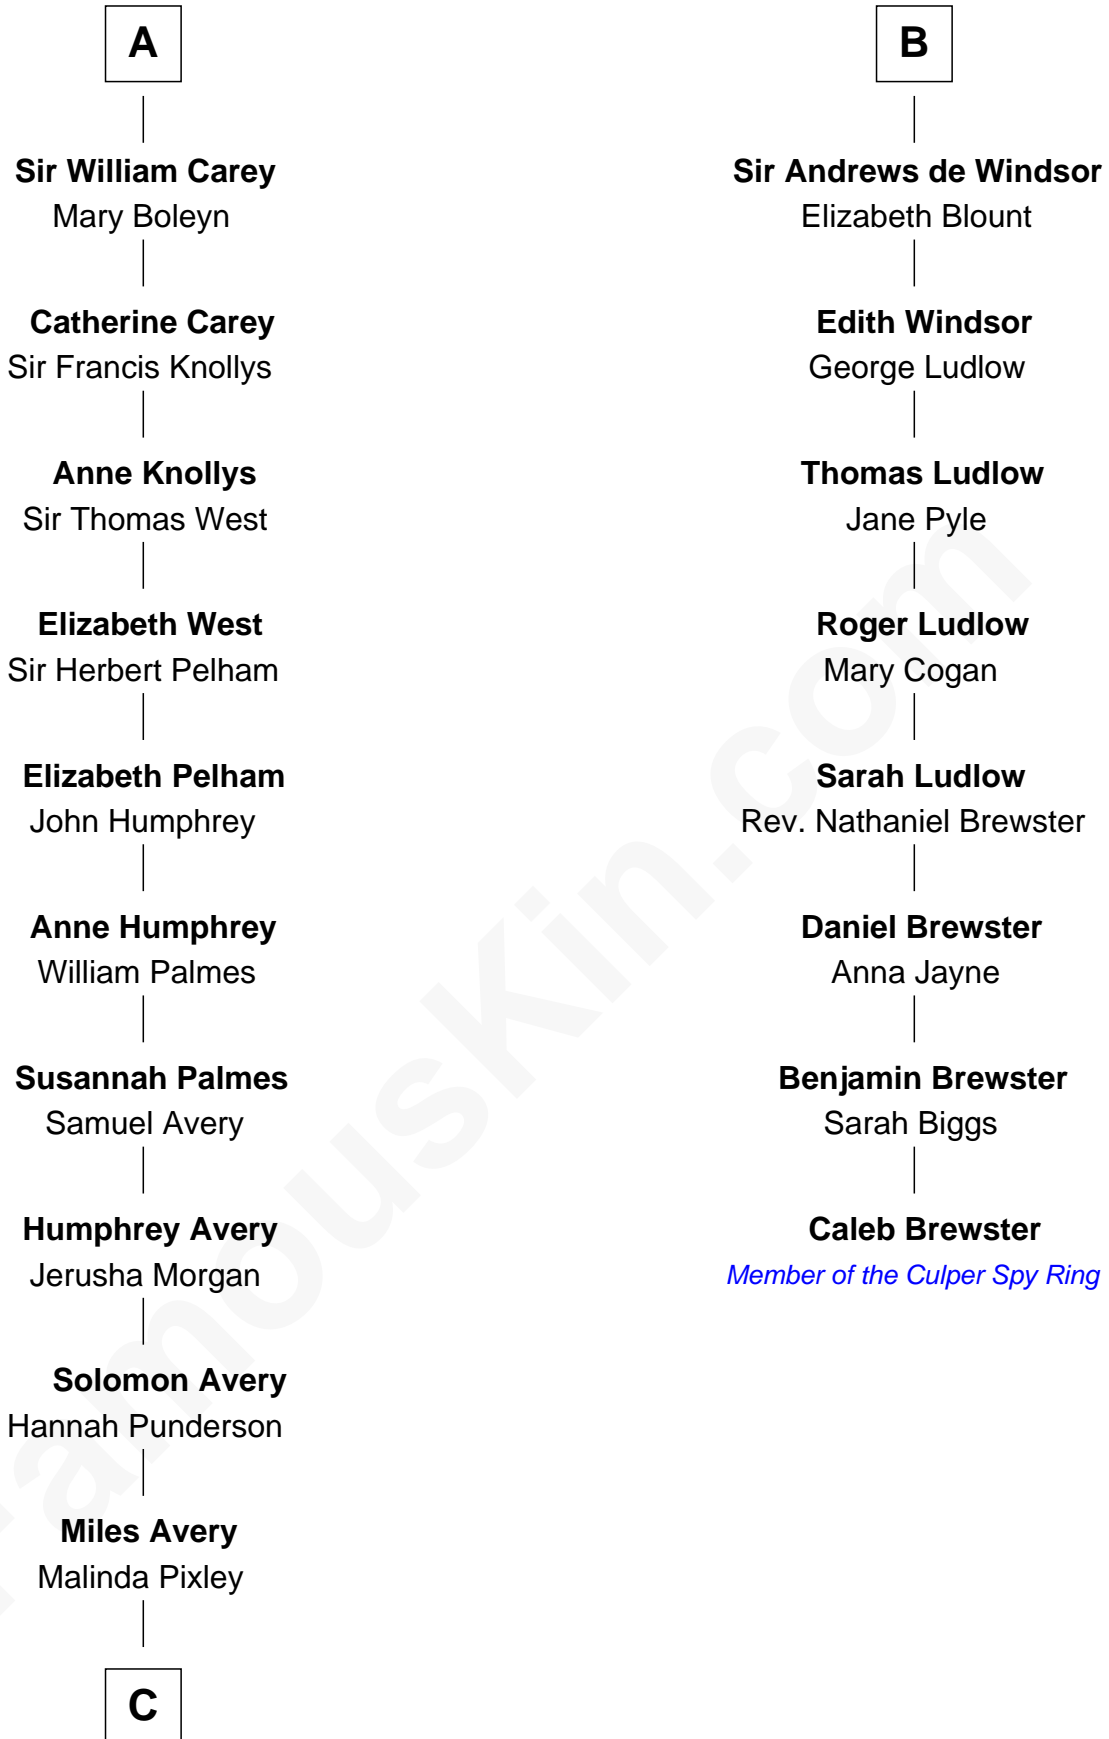 A
Sir William Carey
Mary Boleyn
Catherine Carey
Sir Francis Knollys
Anne Knollys
Sir Thomas West
Elizabeth West
Sir Herbert Pelham
Elizabeth Pelham
John Humphrey
Anne Humphrey
William Palmes
Susannah Palmes
Samuel Avery
Humphrey Avery
Jerusha Morgan
Solomon Avery
Hannah Punderson
Miles Avery
Malinda Pixley
C
B
Sir Andrews de Windsor
Elizabeth Blount
Edith Windsor
George Ludlow
Thomas Ludlow
Jane Pyle
Roger Ludlow
Mary Cogan
Sarah Ludlow
Rev. Nathaniel Brewster
Daniel Brewster
Anna Jayne
Benjamin Brewster
Sarah Biggs
Caleb Brewster
Member of the Culper Spy Ring
FamousKin.com